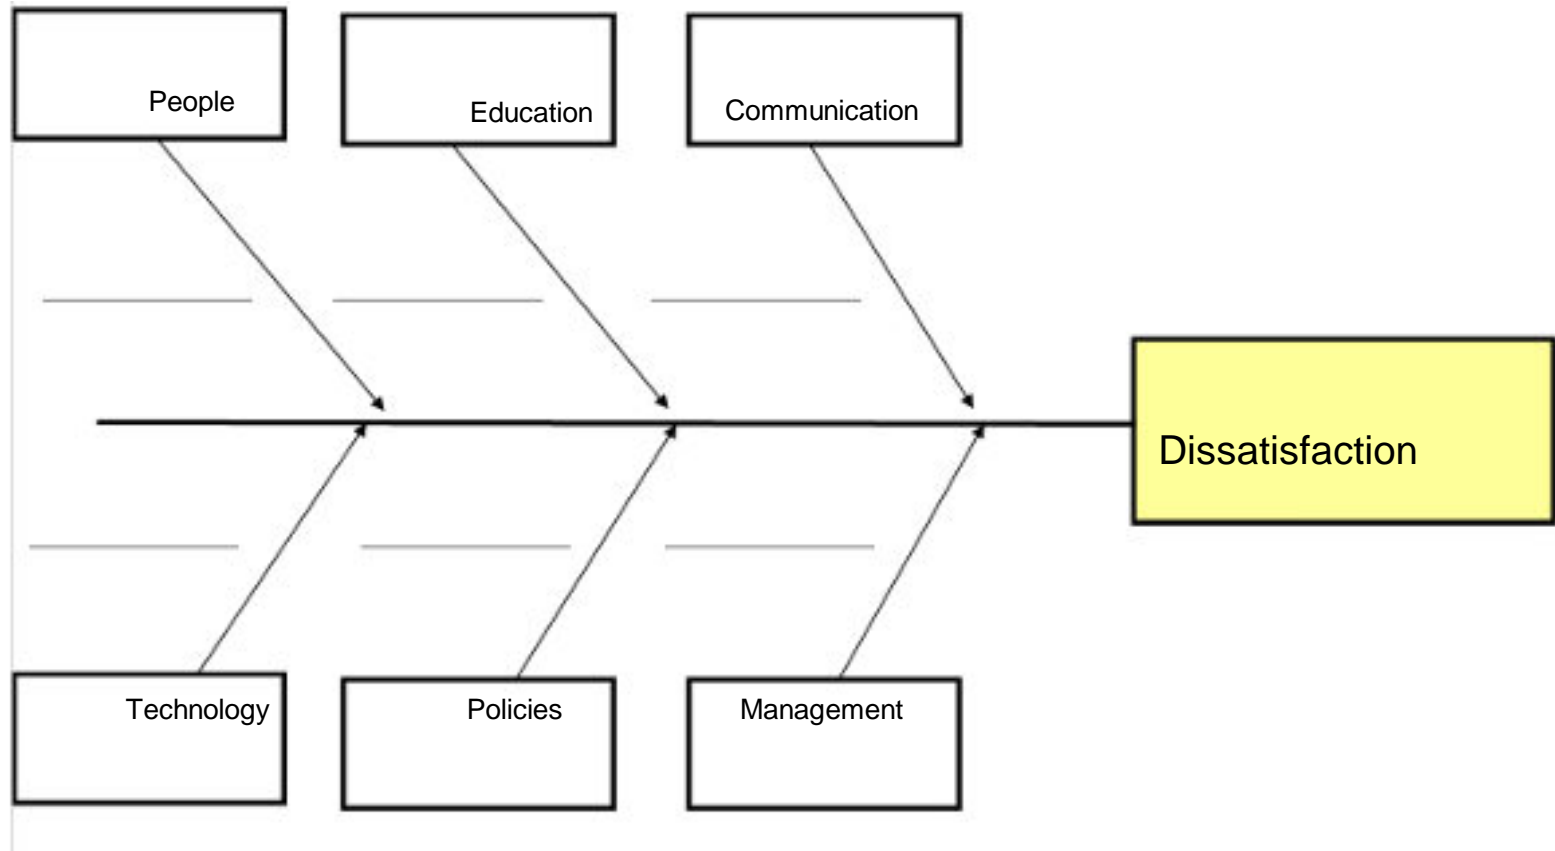 People
Education
Communication
Dissatisfaction
Technology
Policies
Management